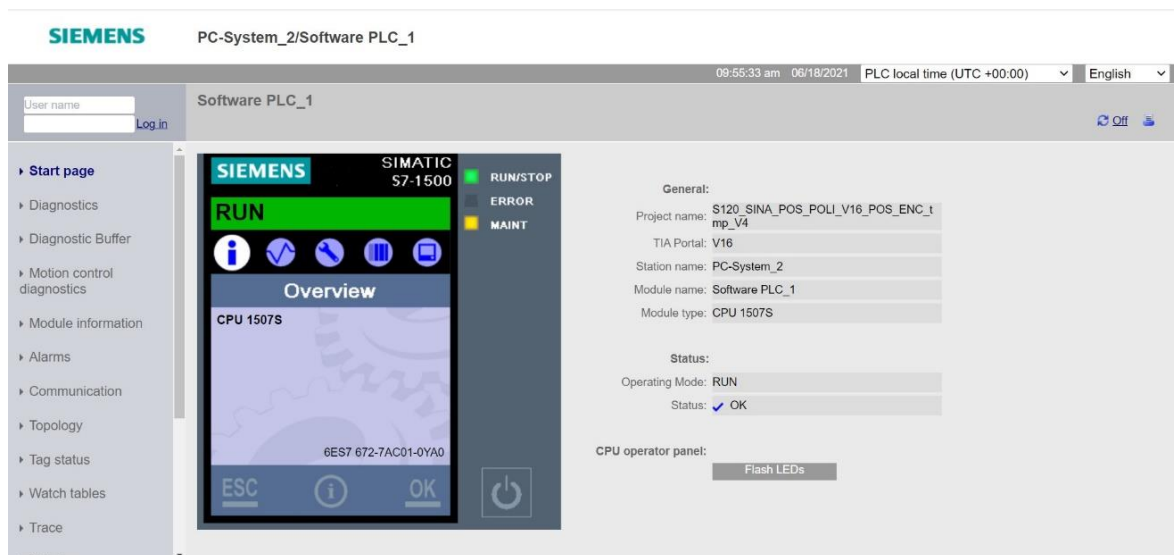 SIEMENS
PC-System_2/Software PLC_1
09:55:33 am 06/18/2021 PLC local time (UTC +00:00) English
User name
Log in
Software PLC_1
Off
Start page
Diagnostics
Diagnostic Buffer
Motion control
diagnostics
Module information
Alarms
Communication
Topology
Tag status
Watch tables
Trace
SIEMENS
SIMATIC
S7-1500
RUN
Overview
CPU 1507S
6ES7 672-7AC01-0YA0
ESC
OK
RUN/STOP
ERROR
MAINT
General:
Project name: S120_SINA_POS_POLI_V16_POS_ENC_t
mp_V4
TIA Portal: V16
Station name: PC-System_2
Module name: Software PLC_1
Module type: CPU 1507S
Status:
Operating Mode: RUN
Status: OK
CPU operator panel:
Flash LEDs